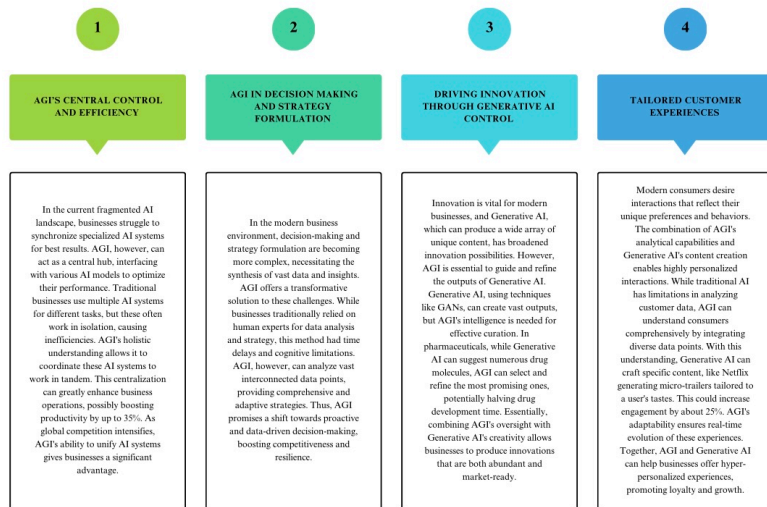 1
AGI'S CENTRAL CONTROL
AND EFFICIENCY
In the current fragmented AI
landscape, businesses struggle to
synchronize specialized AI systems
for best results. AGI, however, can
act as a central hub, interfacing
with various AI models to optimize
their performance. Traditional
businesses use multiple AI systems
for different tasks, but these often
work in isolation, causing
inefficiencies. AGI's holistic
understanding allows it to
coordinate these AI systems to
work in tandem. This centralization
can greatly enhance business
operations, possibly boosting
productivity by up to 35%. As
global competition intensifies,
AGI's ability to unify AI systems
gives businesses a significant
advantage.
2
AGI IN DECISION MAKING
AND STRATEGY
FORMULATION
In the modern business
environment, decision-making and
strategy formulation are becoming
more complex, necessitating the
synthesis of vast data and insights.
AGI offers a transformative
solution to these challenges. While
businesses traditionally relied on
human experts for data analysis
and strategy, this method had time
delays and cognitive limitations.
AGI, however, can analyze vast
interconnected data points,
providing comprehensive and
adaptive strategies. Thus, AGI
promises a shift towards proactive
and data-driven decision-making,
boosting competitiveness and
resilience.
3
DRIVING INNOVATION
THROUGH GENERATIVE AI
CONTROL
Innovation is vital for modern
businesses, and Generative AI,
which can produce a wide array of
unique content, has broadened
innovation possibilities. However,
AGI is essential to guide and refine
the outputs of Generative AI.
Generative AI, using techniques
like GANs, can create vast outputs,
but AGI's intelligence is needed for
effective curation. In
pharmaceuticals, while Generative
AI can suggest numerous drug
molecules, AGI can select and
refine the most promising ones,
potentially halving drug
development time. Essentially,
combining AGI's oversight with
Generative AI's creativity allows
businesses to produce innovations
that are both abundant and
market-ready.
4
TAILORED CUSTOMER
EXPERIENCES
Modern consumers desire
interactions that reflect their
unique preferences and behaviors.
The combination of AGI's
analytical capabilities and
Generative AI's content creation
enables highly personalized
interactions. While traditional AI
has limitations in analyzing
customer data, AGI can
understand consumers
comprehensively by integrating
diverse data points. With this
understanding, Generative AI can
craft specific content, like Netflix
generating micro-trailers tailored to
a user's tastes. This could increase
engagement by about 25%. AGI's
adaptability ensures real-time
evolution of these experiences.
Together, AGI and Generative AI
can help businesses offer hyper-
personalized experiences,
promoting loyalty and growth.